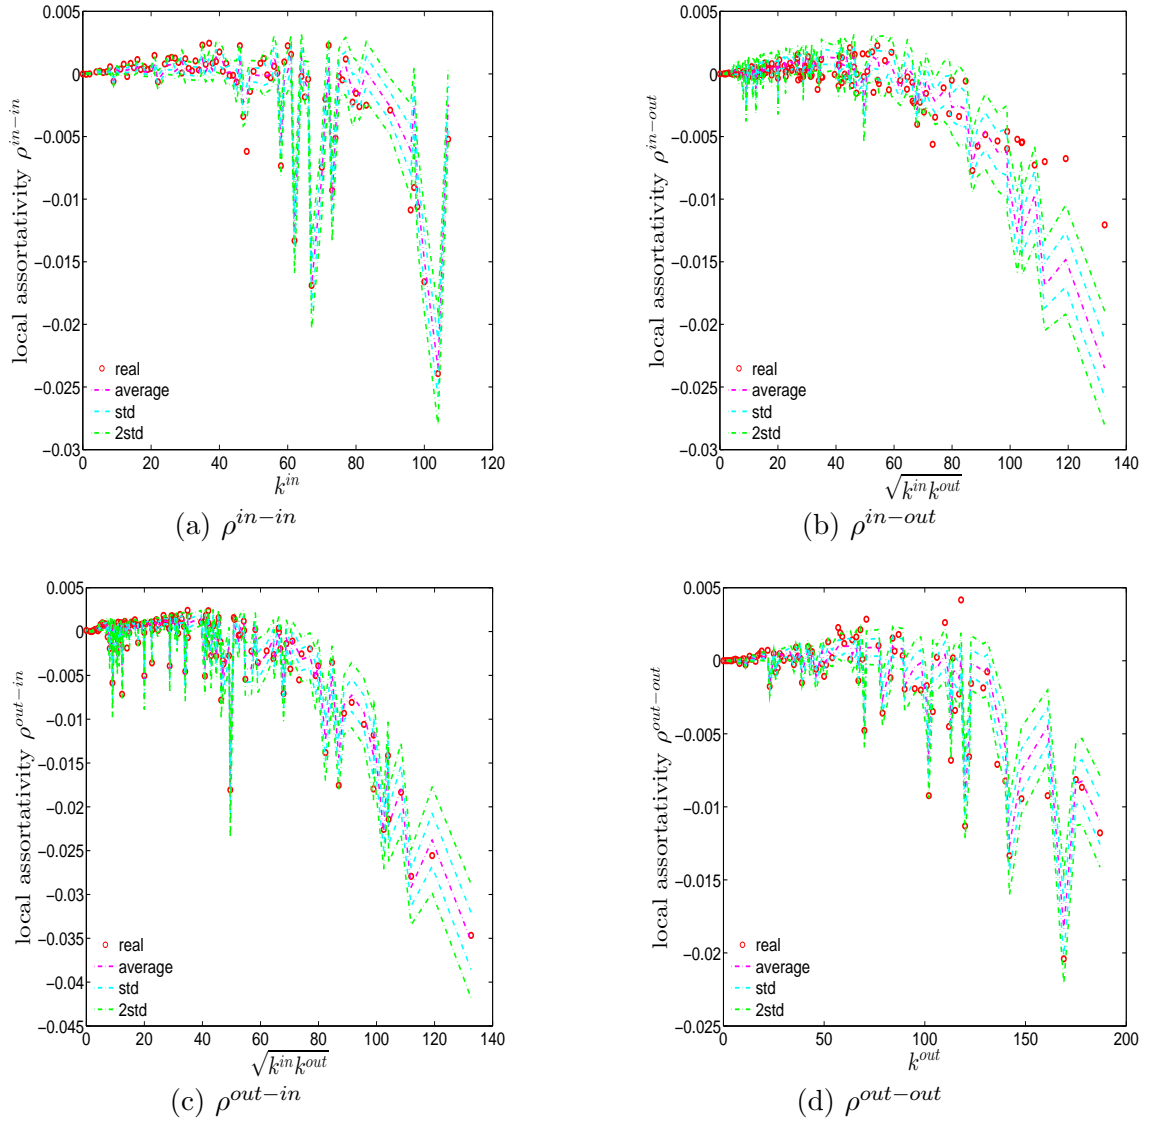 0.005
0
−0.005
−0.01
−0.015
−0.02
−0.025
−0.03
0 20 40 60 80 100 120
local assortativity ρ^{in−in}
k^{in}
real
average
std
2std
(a) ρ^{in−in}
0.005
0
−0.005
−0.01
−0.015
−0.02
−0.025
−0.03
0 20 40 60 80 100 120 140
local assortativity ρ^{in−out}
√(k^{in}k^{out})
real
average
std
2std
(b) ρ^{in−out}
0.005
0
−0.005
−0.01
−0.015
−0.02
−0.025
−0.03
−0.035
−0.04
−0.045
0 20 40 60 80 100 120 140
local assortativity ρ^{out−in}
√(k^{in}k^{out})
real
average
std
2std
(c) ρ^{out−in}
0.005
0
−0.005
−0.01
−0.015
−0.02
−0.025
0 50 100 150 200
local assortativity ρ^{out−out}
k^{out}
real
average
std
2std
(d) ρ^{out−out}